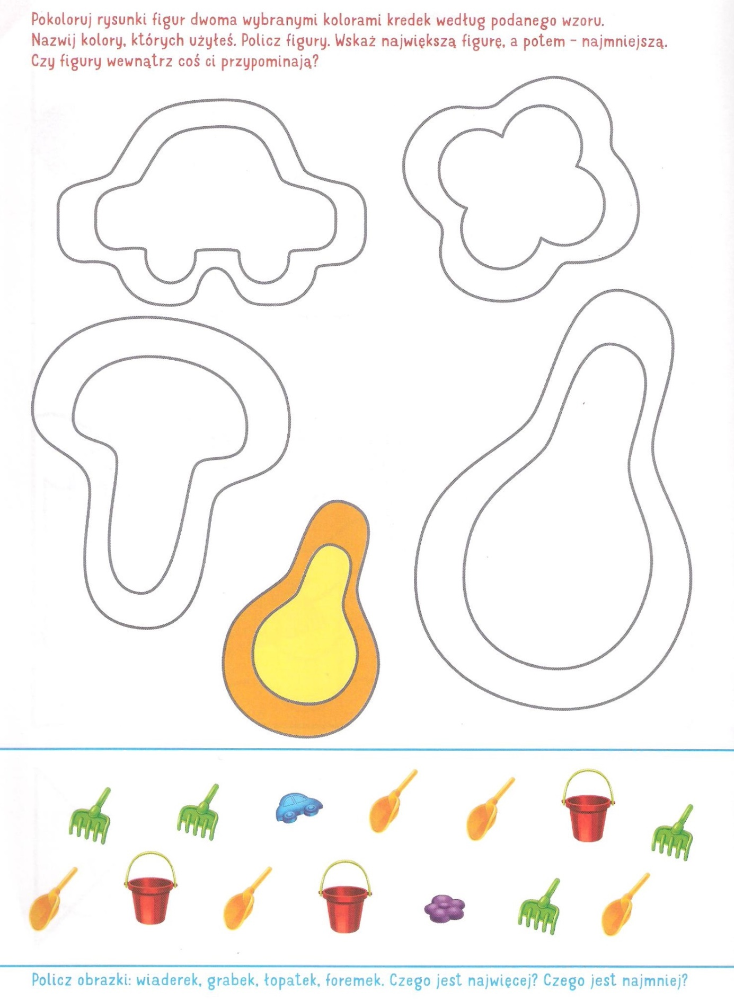 Pokoloruj rysunki figur dwoma wybranymi kolorami kredek według podanego wzoru.
Nazwij kolory, których użyłeś. Policz figury. Wskaż największą figurę, a potem – najmniejszą.
Czy figury wewnątrz coś ci przypominają?
Policz obrazki: wiaderek, grabek, łopatek, foremek. Czego jest najwięcej? Czego jest najmniej?